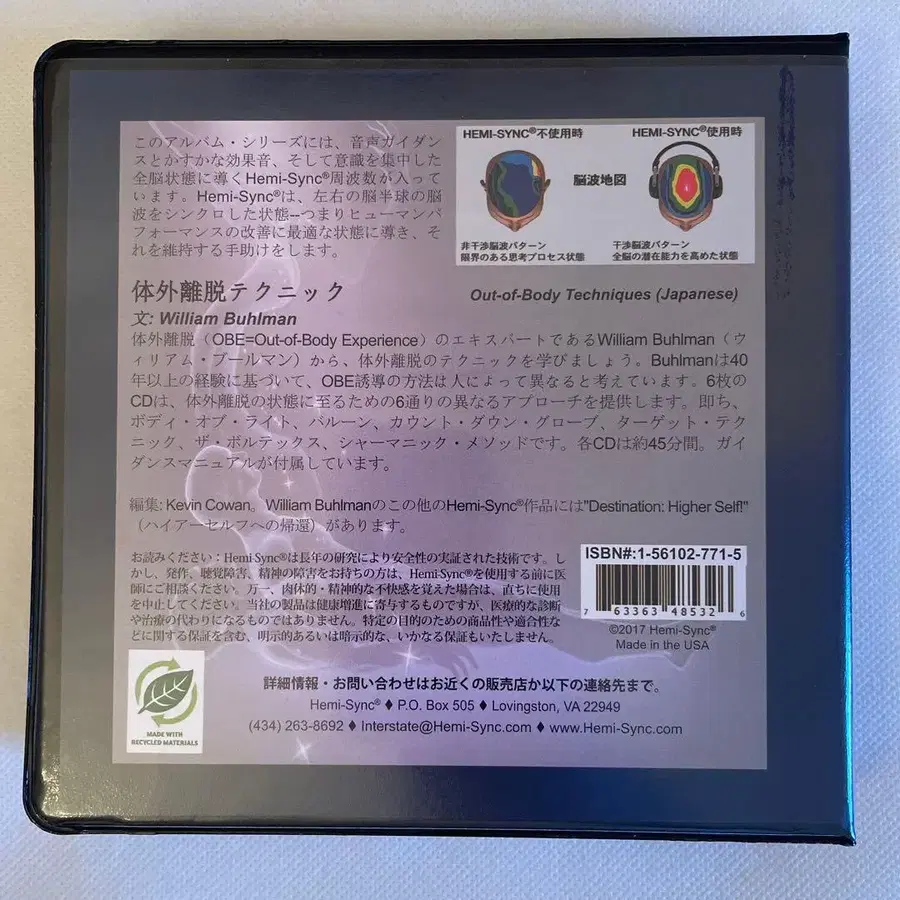 このアルバム・シリーズには、音声ガイダン
スとかすかな効果音、そして意識を集中した
全脳状態に導くHemi-Sync®周波数が入って
います。Hemi-Sync®は、左右の脳半球の脳
波をシンクロした状態--つまりヒューマンパ
フォーマンスの改善に最適な状態に導き、そ
れを維持する手助けをします。
HEMI-SYNC®不使用時
HEMI-SYNC®使用時
脳波地図
非干渉脳波パターン
限界のある思考プロセス状態
干渉脳波パターン
全脳の潜在能力を高めた状態
体外離脱テクニック
Out-of-Body Techniques (Japanese)
文: William Buhlman
体外離脱（OBE=Out-of-Body Experience）のエキスパートであるWilliam Buhlman（ウ
ィリアム・ブールマン）から、体外離脱のテクニックを学びましょう。Buhlmanは40
年以上の経験に基づいて、OBE誘導の方法は人によって異なると考えています。6枚の
CDは、体外離脱の状態に至るための6通りの異なるアプローチを提供します。即ち、
ボディ・オブ・ライト、バルーン、カウント・ダウン・グローブ、ターゲット・テク
ニック、ザ・ボルテックス、シャーマニック・メソッドです。各CDは約45分間。ガイ
ダンスマニュアルが付属しています。
編集: Kevin Cowan。William Buhlmanのこの他のHemi-Sync®作品には"Destination: Higher Self!"
（ハイアーセルフへの帰還）があります。
お読みください：Hemi-Sync®は長年の研究により安全性の実証された技術です。し
かし、発作、聴覚障害、精神の障害をお持ちの方は、Hemi-Sync®を使用する前に医
師にご相談ください。万一、肉体的・精神的な不快感を覚えた場合は、直ちに使用
を中止してください。当社の製品は健康増進に寄与するものですが、医療的な診断
や治療の代わりになるものではありません。特定の目的のための商品性や適合性な
どに関する保証を含む、明示的あるいは暗示的な、いかなる保証もいたしません。
ISBN#:1-56102-771-5
7 63363 48532 6
©2017 Hemi-Sync®
Made in the USA
MADE WITH
RECYCLED MATERIALS
詳細情報・お問い合わせはお近くの販売店か以下の連絡先まで。
Hemi-Sync® ♦ P.O. Box 505 ♦ Lovingston, VA 22949
(434) 263-8692 ♦ Interstate@Hemi-Sync.com ♦ www.Hemi-Sync.com